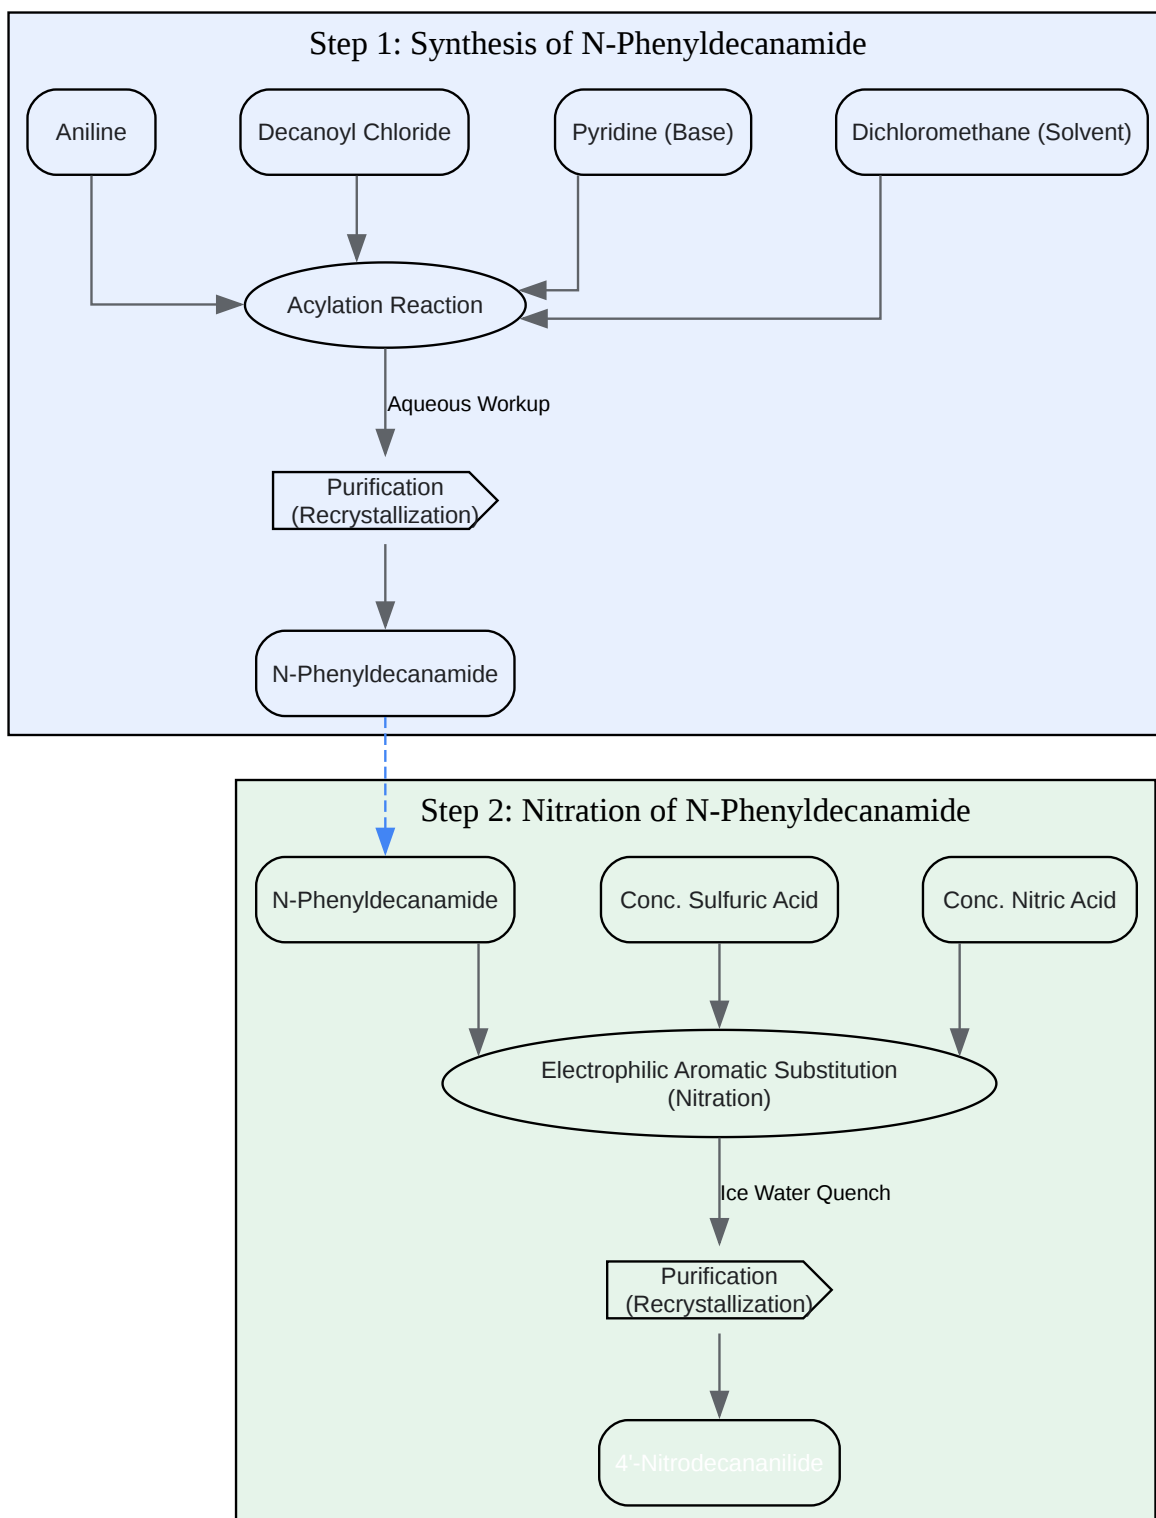 Step 1: Synthesis of N-Phenyldecanamide
Aniline
Decanoyl Chloride
Pyridine (Base)
Dichloromethane (Solvent)
Acylation Reaction
Aqueous Workup
Purification
(Recrystallization)
N-Phenyldecanamide
Step 2: Nitration of N-Phenyldecanamide
N-Phenyldecanamide
Conc. Sulfuric Acid
Conc. Nitric Acid
Electrophilic Aromatic Substitution
(Nitration)
Ice Water Quench
Purification
(Recrystallization)
4'-Nitrodecananilide